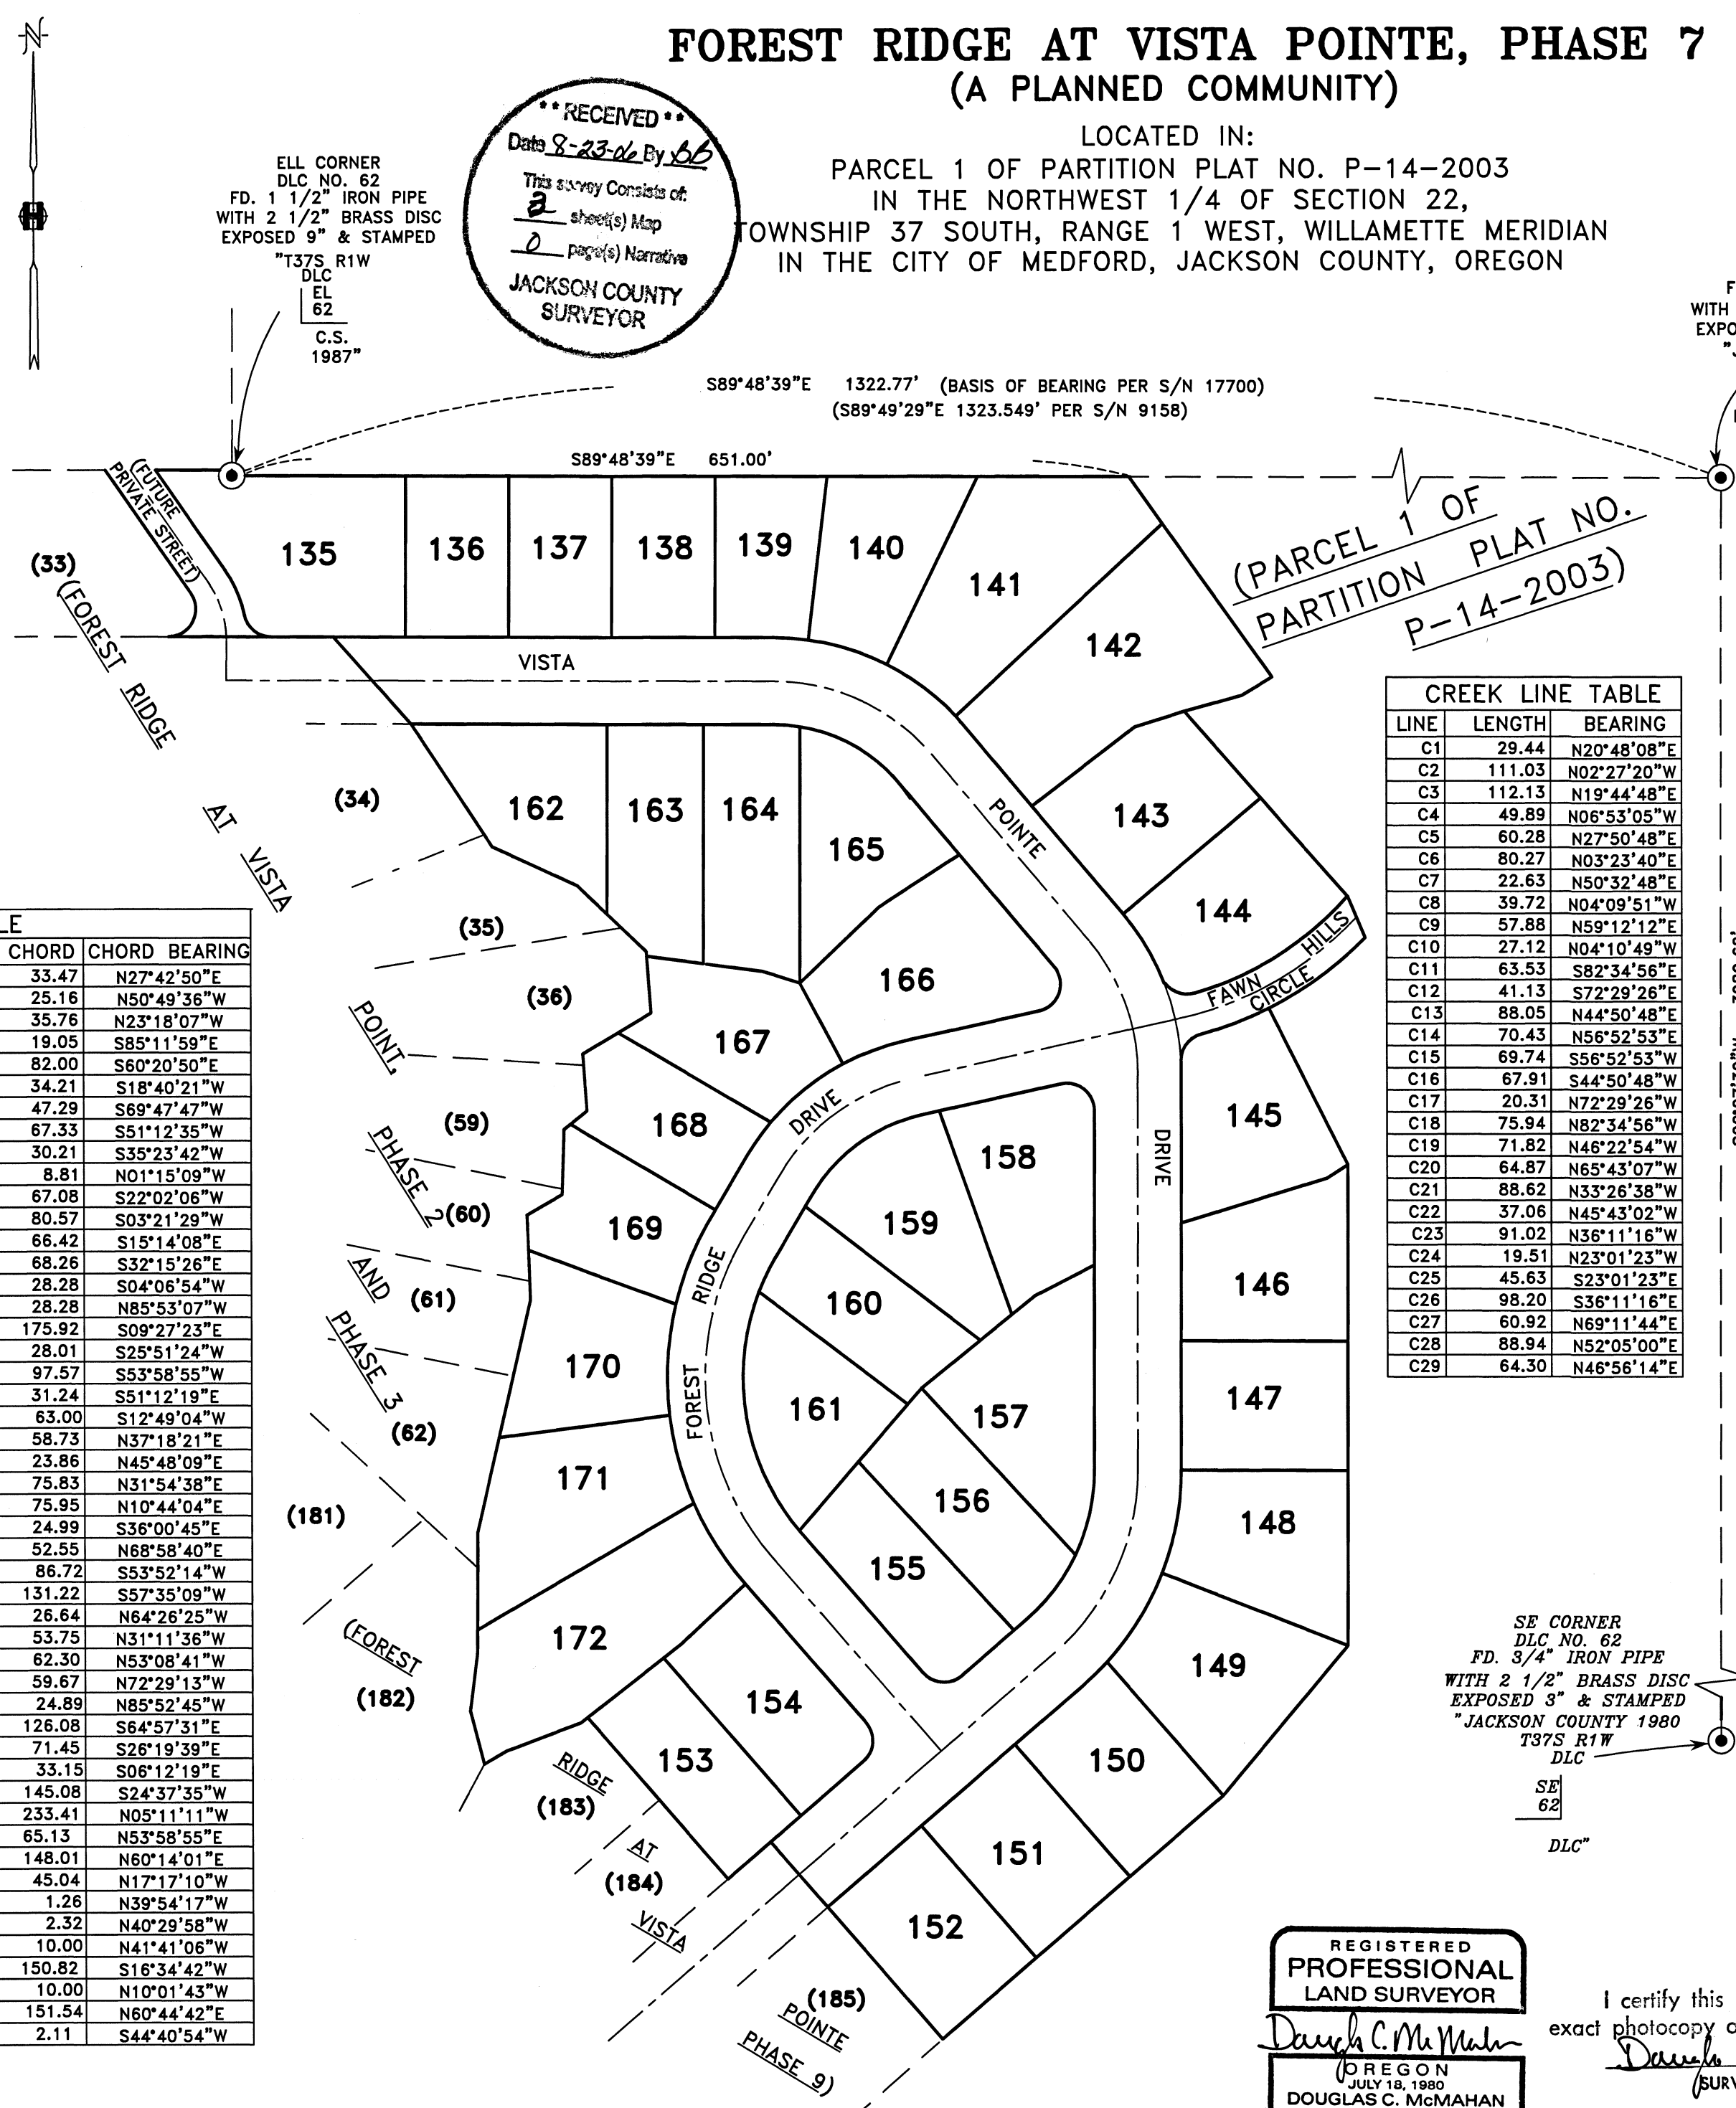 FOREST RIDGE AT VISTA POINTE, PHASE 7
(A PLANNED COMMUNITY)
LOCATED IN:
PARCEL 1 OF PARTITION PLAT NO. P-14-2003
IN THE NORTHWEST 1/4 OF SECTION 22,
TOWNSHIP 37 SOUTH, RANGE 1 WEST, WILLAMETTE MERIDIAN
IN THE CITY OF MEDFORD, JACKSON COUNTY, OREGON
N
ELL CORNER
DLC NO. 62
FD. 1 1/2" IRON PIPE
WITH 2 1/2" BRASS DISC
EXPOSED 9" & STAMPED
"T37S R1W
DLC
EL
62
C.S.
1987"
** RECEIVED **
Date 8-23-06 By BB
This survey Consists of:
2 sheet(s) Map
0 page(s) Narrative
JACKSON COUNTY
SURVEYOR
F
WITH
EXPO
S89°48'39"E 1322.77' (BASIS OF BEARING PER S/N 17700)
(S89°49'29"E 1323.549' PER S/N 9158)
S89°48'39"E 651.00'
(FUTURE
PRIVATE STREET)
135
136
137
138
139
140
141
142
(33)
(FOREST RIDGE AT VISTA POINT, PHASE 2 AND PHASE 3
(PARCEL 1 OF
PARTITION PLAT NO.
P-14-2003)
VISTA POINTE DRIVE
(34)
162
163
164
165
143
144
FAWN HILLS
CIRCLE
(35)
166
(36)
167
(59)
168
158
145
(60)
169
159
FOREST RIDGE DRIVE
(61)
160
146
170
(62)
161
157
147
171
(181)
156
148
155
172
(182)
154
149
153
(183)
150
(184)
151
152
(185)
(FOREST RIDGE AT VISTA POINTE PHASE 9)
CREEK LINE TABLE
LINE LENGTH BEARING
C1 29.44 N20°48'08"E
C2 111.03 N02°27'20"W
C3 112.13 N19°44'48"E
C4 49.89 N06°53'05"W
C5 60.28 N27°50'48"E
C6 80.27 N03°23'40"E
C7 22.63 N50°32'48"E
C8 39.72 N04°09'51"W
C9 57.88 N59°12'12"E
C10 27.12 N04°10'49"W
C11 63.53 S82°34'56"E
C12 41.13 S72°29'26"E
C13 88.05 N44°50'48"E
C14 70.43 N56°52'53"E
C15 69.74 S56°52'53"W
C16 67.91 S44°50'48"W
C17 20.31 N72°29'26"W
C18 75.94 N82°34'56"W
C19 71.82 N46°22'54"W
C20 64.87 N65°43'07"W
C21 88.62 N33°26'38"W
C22 37.06 N45°43'02"W
C23 91.02 N36°11'16"W
C24 19.51 N23°01'23"W
C25 45.63 S23°01'23"E
C26 98.20 S36°11'16"E
C27 60.92 N69°11'44"E
C28 88.94 N52°05'00"E
C29 64.30 N46°56'14"E
LE
CHORD CHORD BEARING
33.47 N27°42'50"E
25.16 N50°49'36"W
35.76 N23°18'07"W
19.05 S85°11'59"E
82.00 S60°20'50"E
34.21 S18°40'21"W
47.29 S69°47'47"W
67.33 S51°12'35"W
30.21 S35°23'42"W
8.81 N01°15'09"W
67.08 S22°02'06"W
80.57 S03°21'29"W
66.42 S15°14'08"E
68.26 S32°15'26"E
28.28 S04°06'54"W
28.28 N85°53'07"W
175.92 S09°27'23"E
28.01 S25°51'24"W
97.57 S53°58'55"W
31.24 S51°12'19"E
63.00 S12°49'04"W
58.73 N37°18'21"E
23.86 N45°48'09"E
75.83 N31°54'38"E
75.95 N10°44'04"E
24.99 S36°00'45"E
52.55 N68°58'40"E
86.72 S53°52'14"W
131.22 S57°35'09"W
26.64 N64°26'25"W
53.75 N31°11'36"W
62.30 N53°08'41"W
59.67 N72°29'13"W
24.89 N85°52'45"W
126.08 S64°57'31"E
71.45 S26°19'39"E
33.15 S06°12'19"E
145.08 S24°37'35"W
233.41 N05°11'11"W
65.13 N53°58'55"E
148.01 N60°14'01"E
45.04 N17°17'10"W
1.26 N39°54'17"W
2.32 N40°29'58"W
10.00 N41°41'06"W
150.82 S16°34'42"W
10.00 N10°01'43"W
151.54 N60°44'42"E
2.11 S44°40'54"W
SE CORNER
DLC NO. 62
FD. 3/4" IRON PIPE
WITH 2 1/2" BRASS DISC
EXPOSED 3" & STAMPED
"JACKSON COUNTY 1980
T37S R1W
DLC
SE
62
DLC"
REGISTERED
PROFESSIONAL
LAND SURVEYOR
Douglas C. McMahan
OREGON
JULY 18, 1980
DOUGLAS C. McMAHAN
I certify this
exact photocopy o
SURV